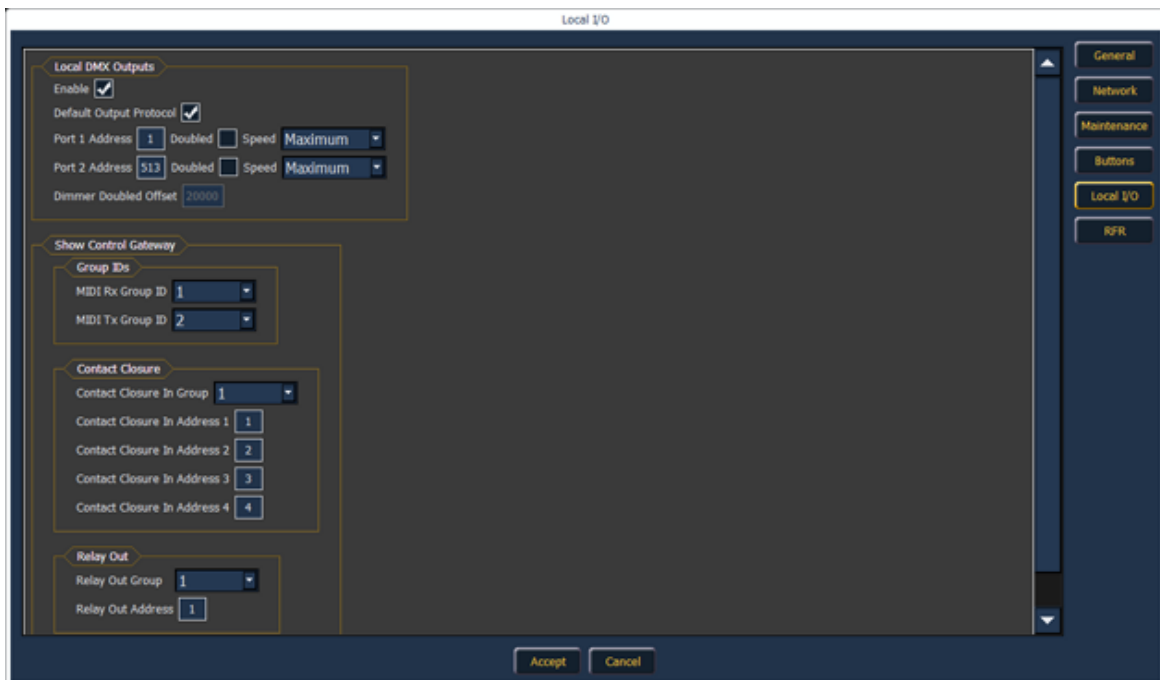 Local I/O
Local DMX Outputs
Enable
Default Output Protocol
Port 1 Address 1 Doubled Speed Maximum
Port 2 Address 513 Doubled Speed Maximum
Dimmer Doubled Offset 20000
Show Control Gateway
Group IDs
MIDI Rx Group ID 1
MIDI Tx Group ID 2
Contact Closure
Contact Closure In Group 1
Contact Closure In Address 1 1
Contact Closure In Address 2 2
Contact Closure In Address 3 3
Contact Closure In Address 4 4
Relay Out
Relay Out Group 1
Relay Out Address 1
General
Network
Maintenance
Buttons
Local I/O
RFR
Accept Cancel